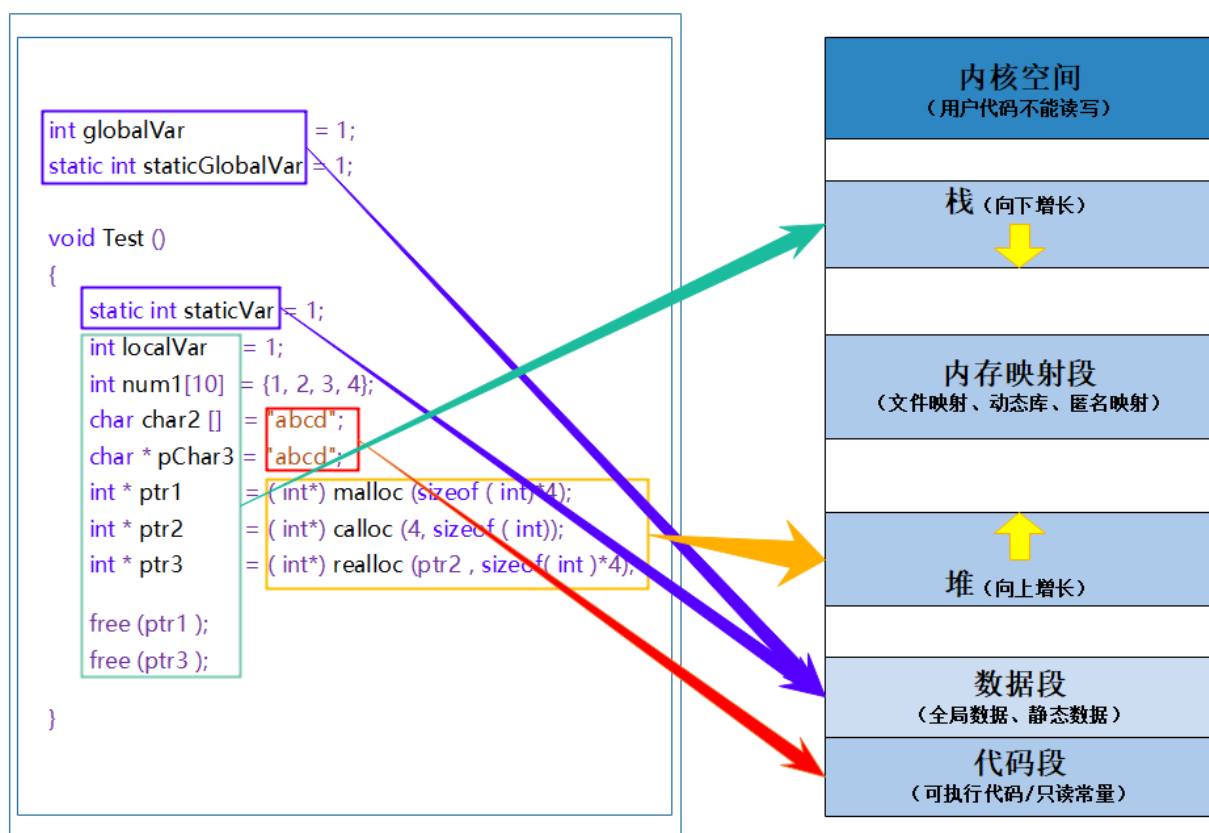 int globalVar = 1;
static int staticGlobalVar = 1;
void Test ()
{
static int staticVar = 1;
int localVar = 1;
int num1[10] = {1, 2, 3, 4};
char char2 [] = "abcd";
char * pChar3 = "abcd";
int * ptr1 = ( int*) malloc (sizeof ( int)*4);
int * ptr2 = ( int*) calloc (4, sizeof ( int));
int * ptr3 = ( int*) realloc (ptr2 , sizeof( int )*4);
free (ptr1 );
free (ptr3 );
}
内核空间
（用户代码不能读写）
栈（向下增长）
内存映射段
（文件映射、动态库、匿名映射）
堆（向上增长）
数据段
（全局数据、静态数据）
代码段
（可执行代码/只读常量）